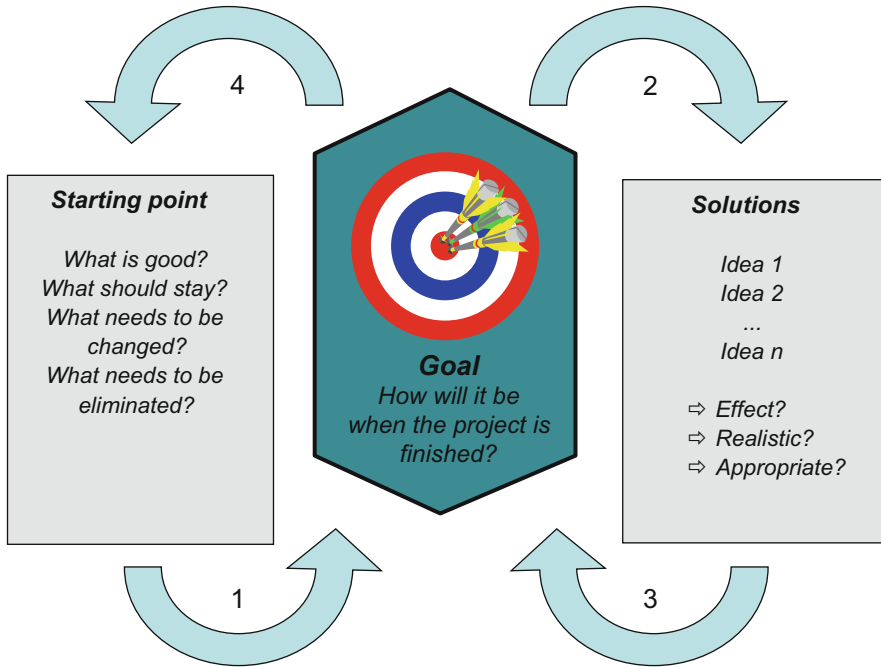 4
2
Starting point
What is good?
What should stay?
What needs to be
changed?
What needs to be
eliminated?
Goal
How will it be
when the project is
finished?
Solutions
Idea 1
Idea 2
...
Idea n
⇨ Effect?
⇨ Realistic?
⇨ Appropriate?
1
3